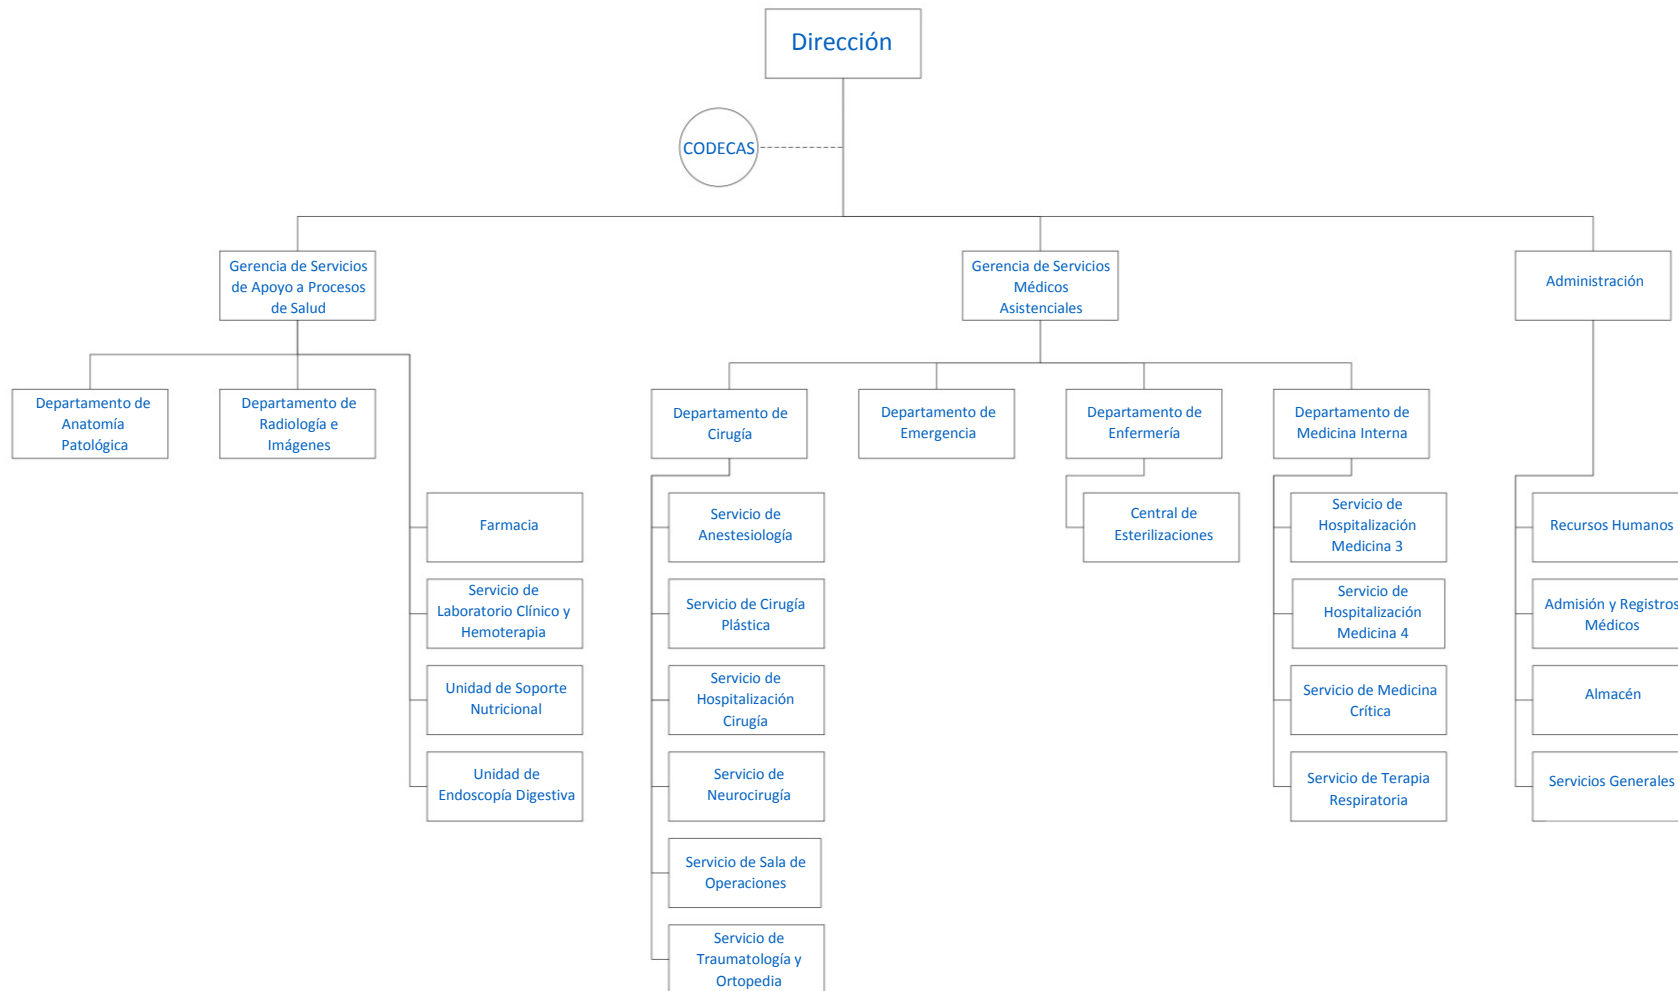 Dirección
CODECAS
Gerencia de Servicios
de Apoyo a Procesos
de Salud
Gerencia de Servicios
Médicos
Asistenciales
Administración
Departamento de
Anatomía
Patológica
Departamento de
Radiología e
Imágenes
Departamento de
Cirugía
Departamento de
Emergencia
Departamento de
Enfermería
Departamento de
Medicina Interna
Farmacia
Servicio de
Laboratorio Clínico y
Hemoterapia
Unidad de Soporte
Nutricional
Unidad de
Endoscopía Digestiva
Servicio de
Anestesiología
Servicio de Cirugía
Plástica
Servicio de
Hospitalización
Cirugía
Servicio de
Neurocirugía
Servicio de Sala de
Operaciones
Servicio de
Traumatología y
Ortopedia
Central de
Esterilizaciones
Servicio de
Hospitalización
Medicina 3
Servicio de
Hospitalización
Medicina 4
Servicio de Medicina
Crítica
Servicio de Terapia
Respiratoria
Recursos Humanos
Admisión y Registros
Médicos
Almacén
Servicios Generales